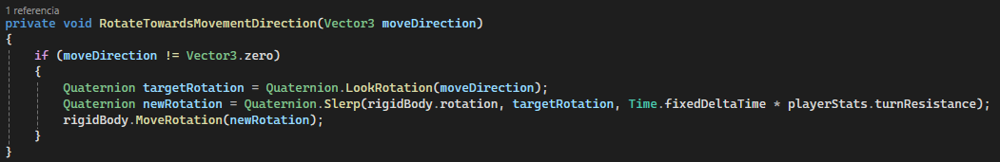 1 referencia
private void RotateTowardsMovementDirection(Vector3 moveDirection)
{
    if (moveDirection != Vector3.zero)
    {
        Quaternion targetRotation = Quaternion.LookRotation(moveDirection);
        Quaternion newRotation = Quaternion.Slerp(rigidBody.rotation, targetRotation, Time.fixedDeltaTime * playerStats.turnResistance);
        rigidBody.MoveRotation(newRotation);
    }
}